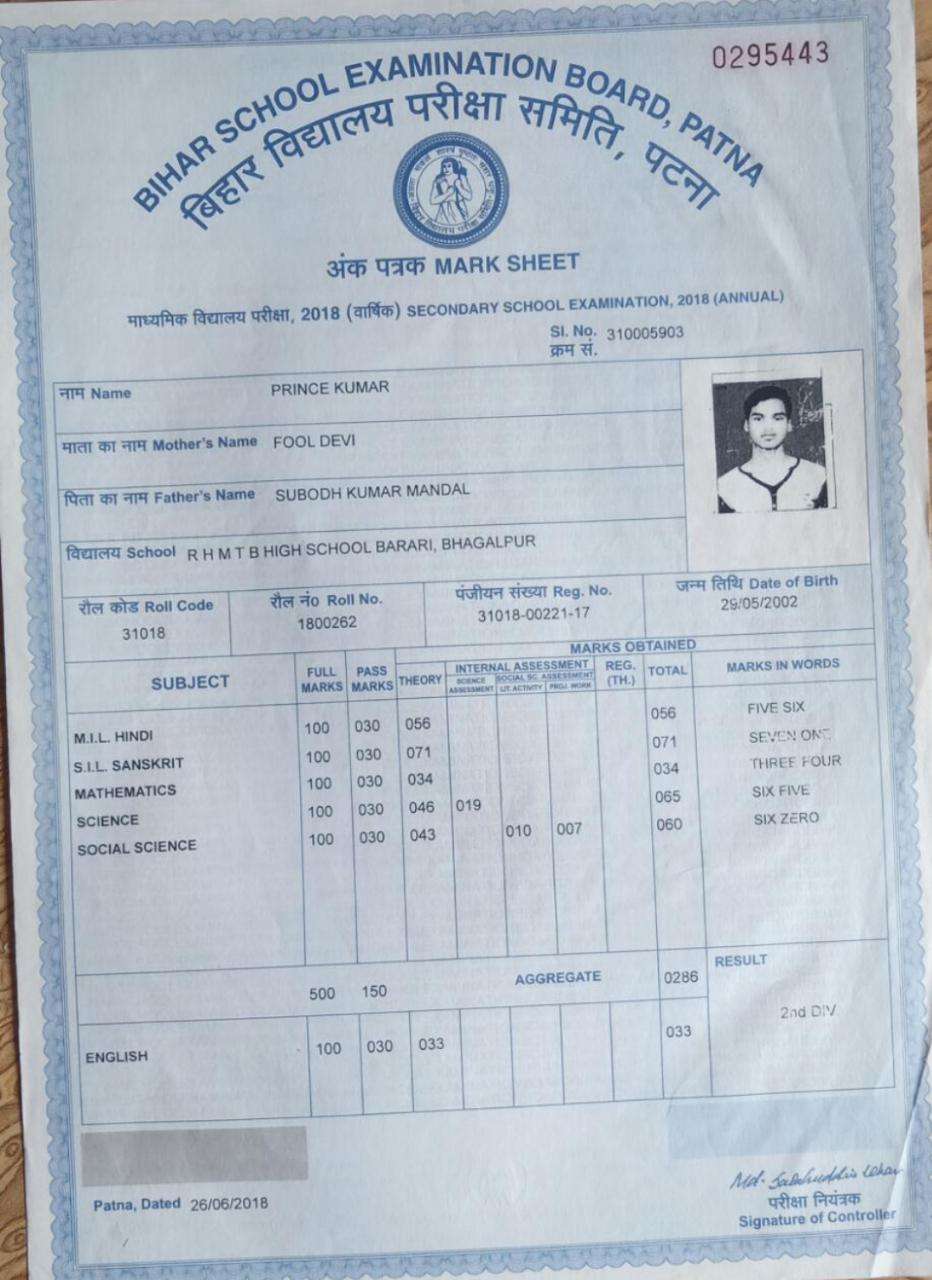 0295443
BIHAR SCHOOL EXAMINATION BOARD, PATNA
बिहार विद्यालय परीक्षा समिति, पटना
अंक पत्रक MARK SHEET
माध्यमिक विद्यालय परीक्षा, 2018 (वार्षिक) SECONDARY SCHOOL EXAMINATION, 2018 (ANNUAL)
Sl. No. 310005903
क्रम सं.
नाम Name PRINCE KUMAR
माता का नाम Mother's Name FOOL DEVI
पिता का नाम Father's Name SUBODH KUMAR MANDAL
विद्यालय School R H M T B HIGH SCHOOL BARARI, BHAGALPUR
रौल कोड Roll Code रौल नं० Roll No. पंजीयन संख्या Reg. No. जन्म तिथि Date of Birth
31018 1800262 31018-00221-17 29/05/2002
MARKS OBTAINED
SUBJECT FULL MARKS PASS MARKS THEORY INTERNAL ASSESSMENT REG. (TH.) TOTAL MARKS IN WORDS
SCIENCE ASSESSMENT SOCIAL SC. ASSESSMENT
LIT. ACTIVITY PROJ. WORK
M.I.L. HINDI 100 030 056 056 FIVE SIX
S.I.L. SANSKRIT 100 030 071 071 SEVEN ONE
MATHEMATICS 100 030 034 034 THREE FOUR
SCIENCE 100 030 046 019 065 SIX FIVE
SOCIAL SCIENCE 100 030 043 010 007 060 SIX ZERO
500 150 AGGREGATE 0286 RESULT
2nd DIV
ENGLISH 100 030 033 033
Patna, Dated 26/06/2018
परीक्षा नियंत्रक
Signature of Controller